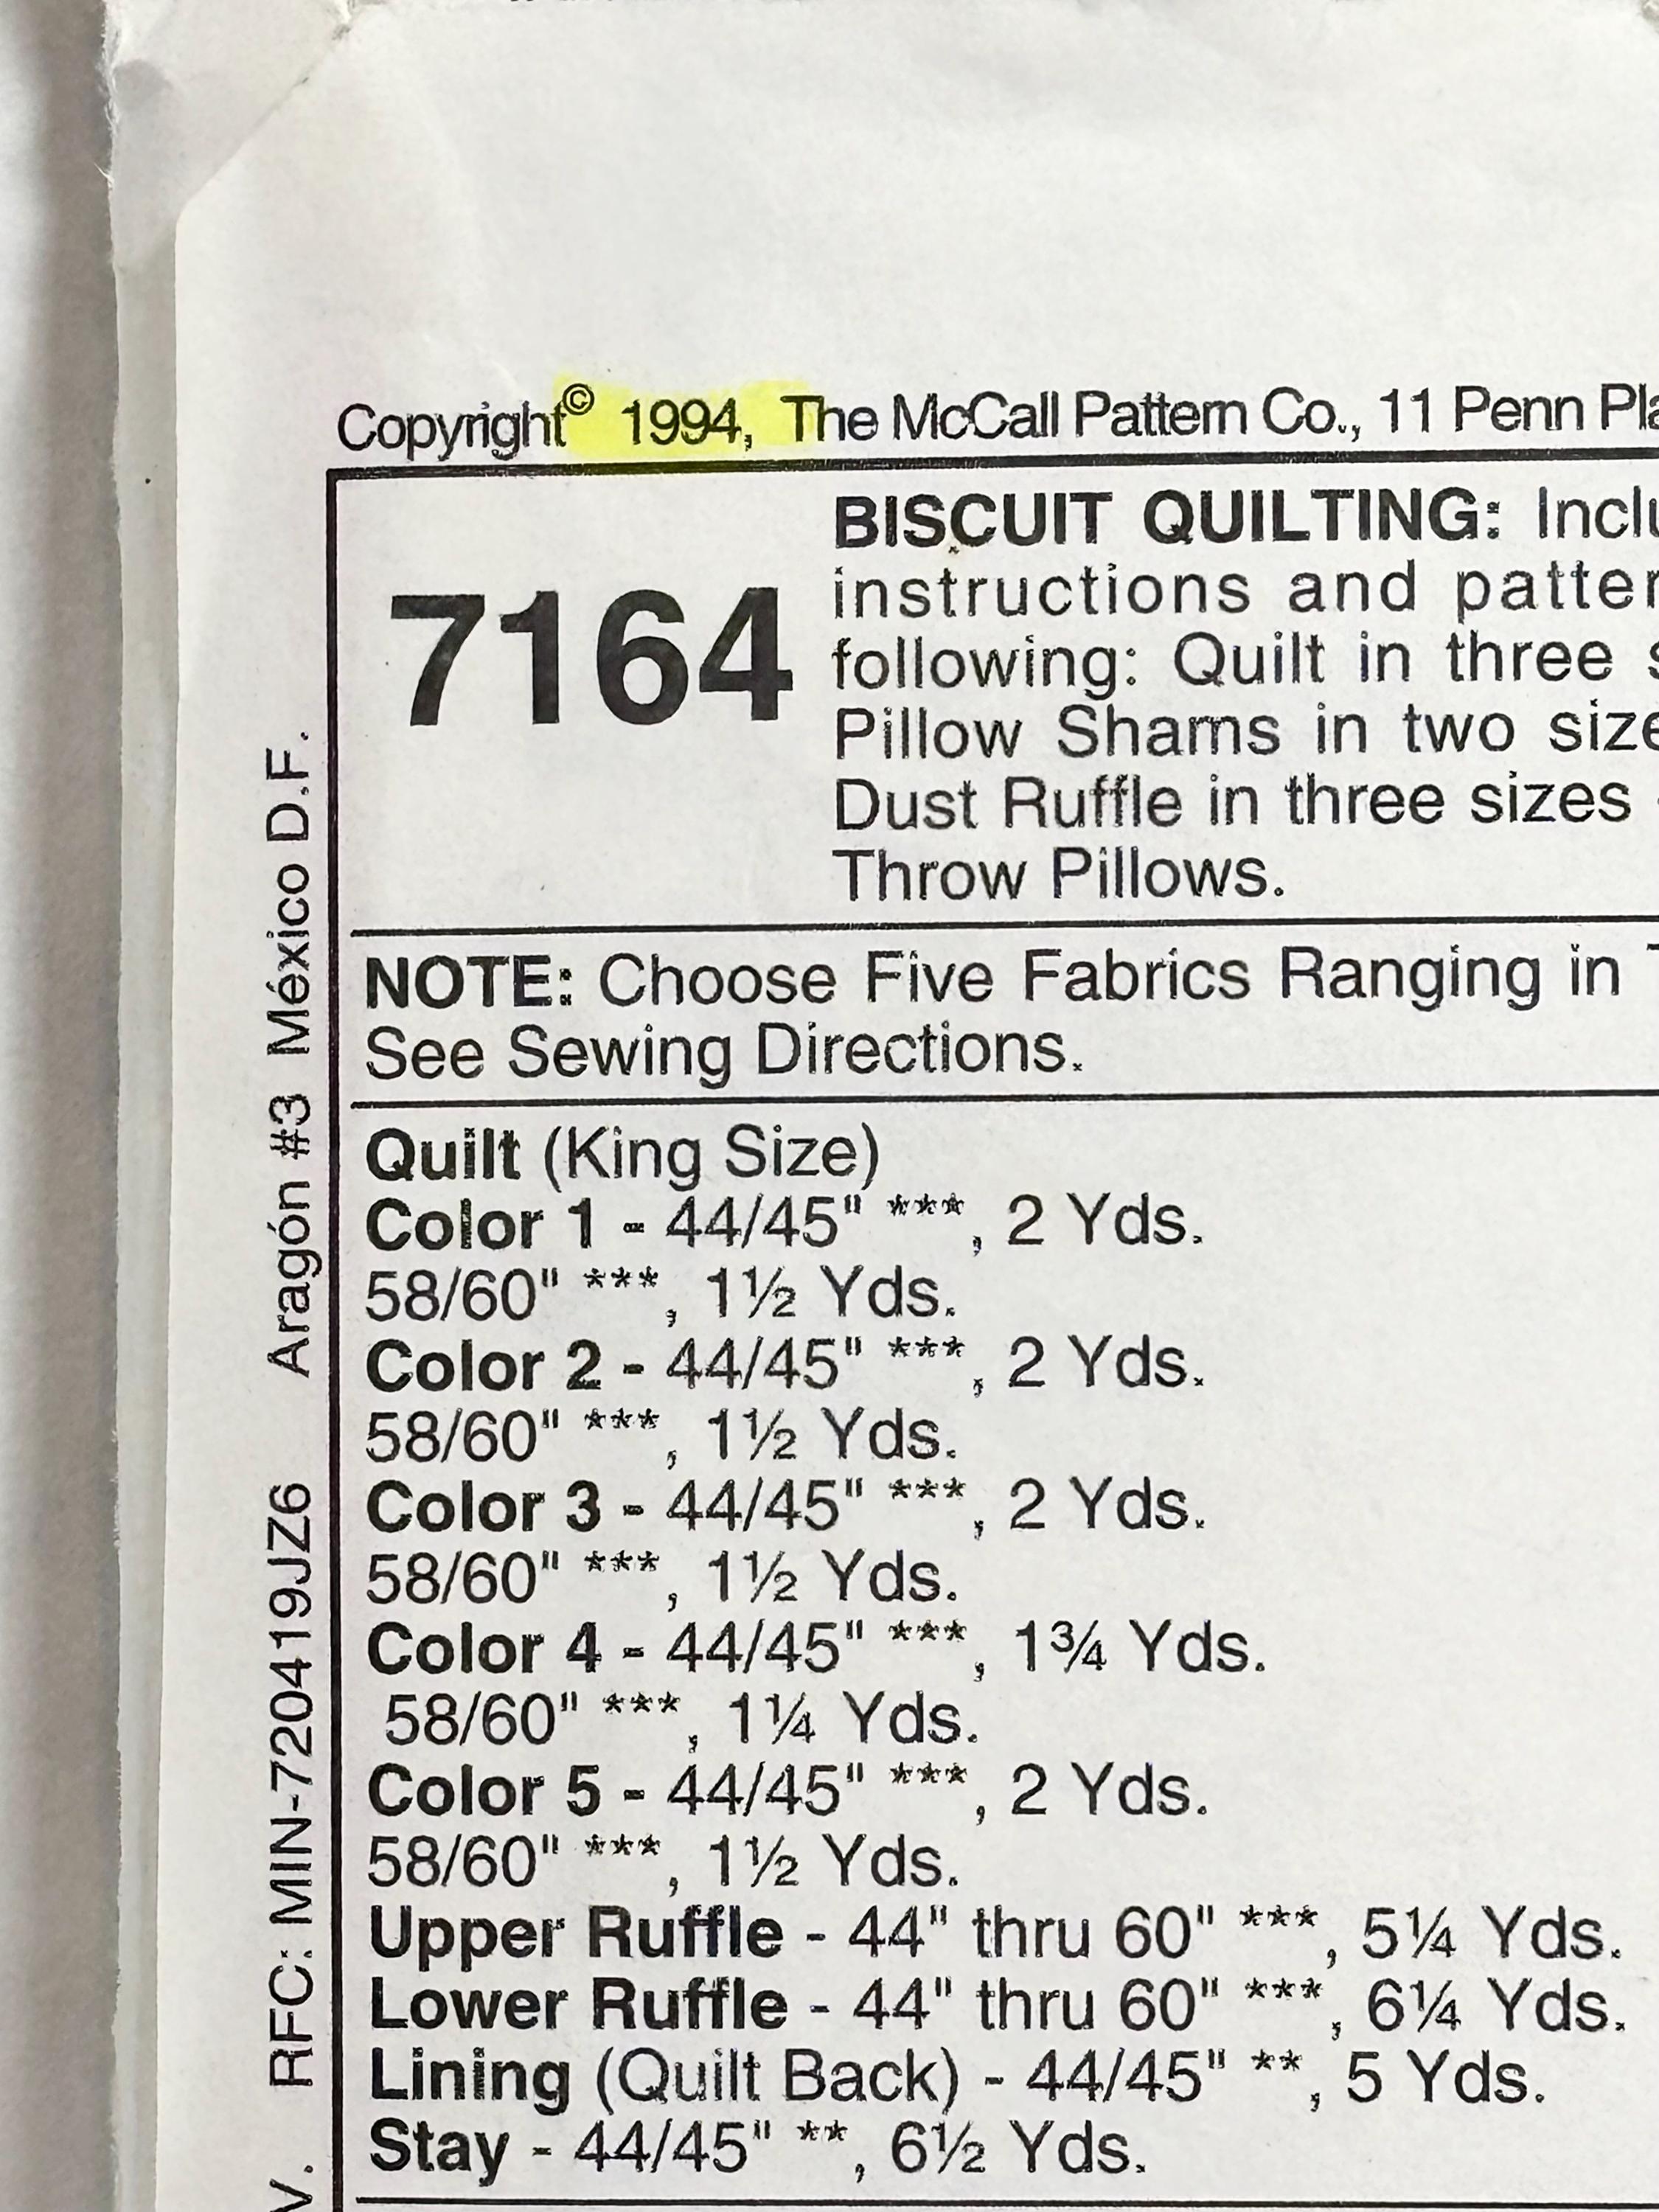 Copyright© 1994, The McCall Pattern Co., 11 Penn
7164
BISCUIT QUILTING:
instructions and
following: Quilt in three
Pillow Shams in two
Dust Ruffle in three sizes
Throw Pillows.
NOTE: Choose Five Fabrics Ranging in
See Sewing Directions.
Quilt (King Size)
Color 1 - 44/45" ***, 2 Yds.
58/60" ***, 1½ Yds.
Color 2 - 44/45" ***, 2 Yds.
58/60" ***, 1½ Yds.
Color 3 - 44/45" ***, 2 Yds.
58/60" ***, 1½ Yds.
Color 4 - 44/45" ***, 1¾ Yds.
58/60" ***, 1¼ Yds.
Color 5 - 44/45" ***, 2 Yds.
58/60" ***, 1½ Yds.
Upper Ruffle - 44" thru 60" ***, 5¼ Yds.
Lower Ruffle - 44" thru 60" ***, 6¼ Yds.
Lining (Quilt Back) - 44/45" **, 5 Yds.
Stay - 44/45" **, 6½ Yds.
V. RFC: MIN-720419JZ6 Aragón #3 México D.F.